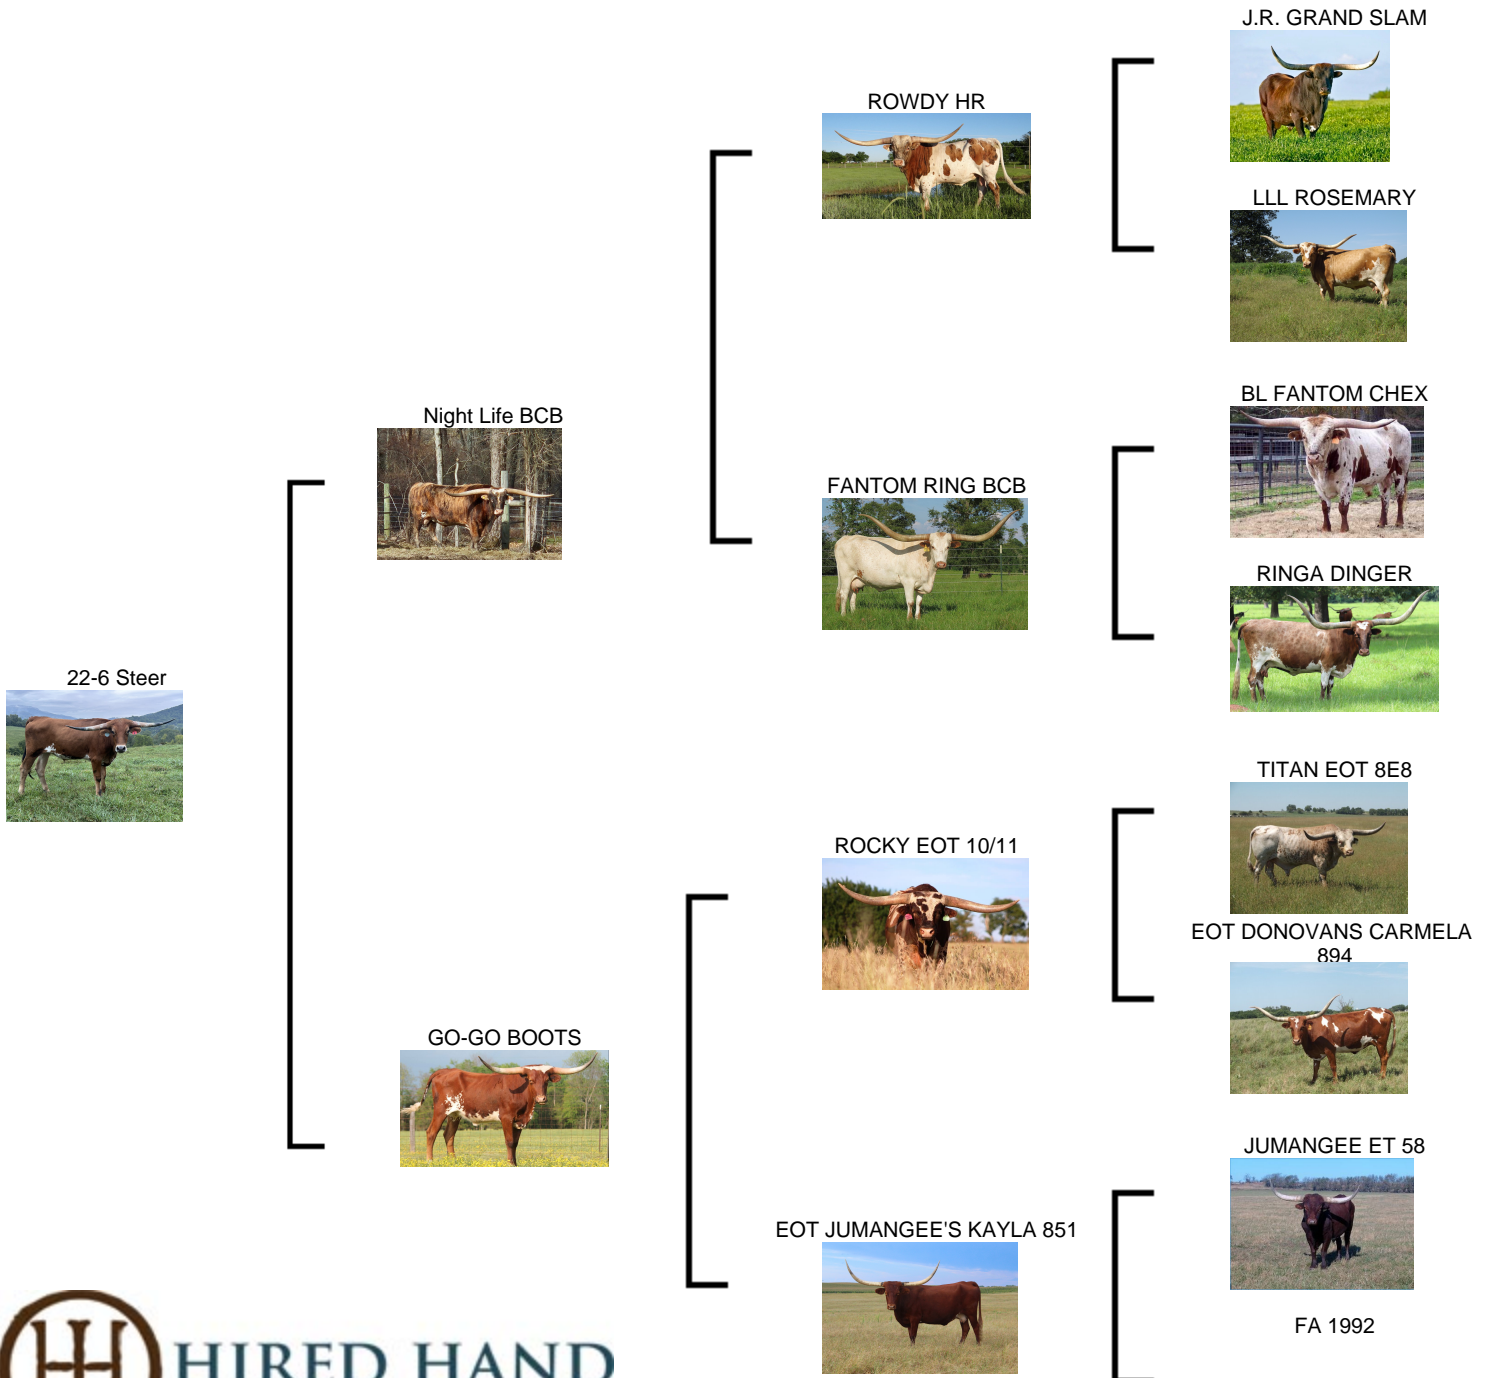 J.R. GRAND SLAM
ROWDY HR
LLL ROSEMARY
BL FANTOM CHEX
Night Life BCB
FANTOM RING BCB
RINGA DINGER
22-6 Steer
TITAN EOT 8E8
ROCKY EOT 10/11
EOT DONOVANS CARMELA
894
GO-GO BOOTS
JUMANGEE ET 58
EOT JUMANGEE'S KAYLA 851
FA 1992
HIRED HAND